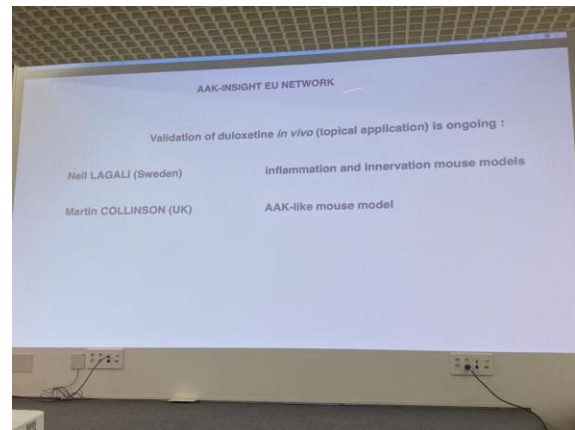 AAK-INSIGHT EU NETWORK
Validation of duloxetine in vivo (topical application) is ongoing :
Neil LAGALI (Sweden) inflammation and innervation mouse models
Martin COLLINSON (UK) AAK-like mouse model